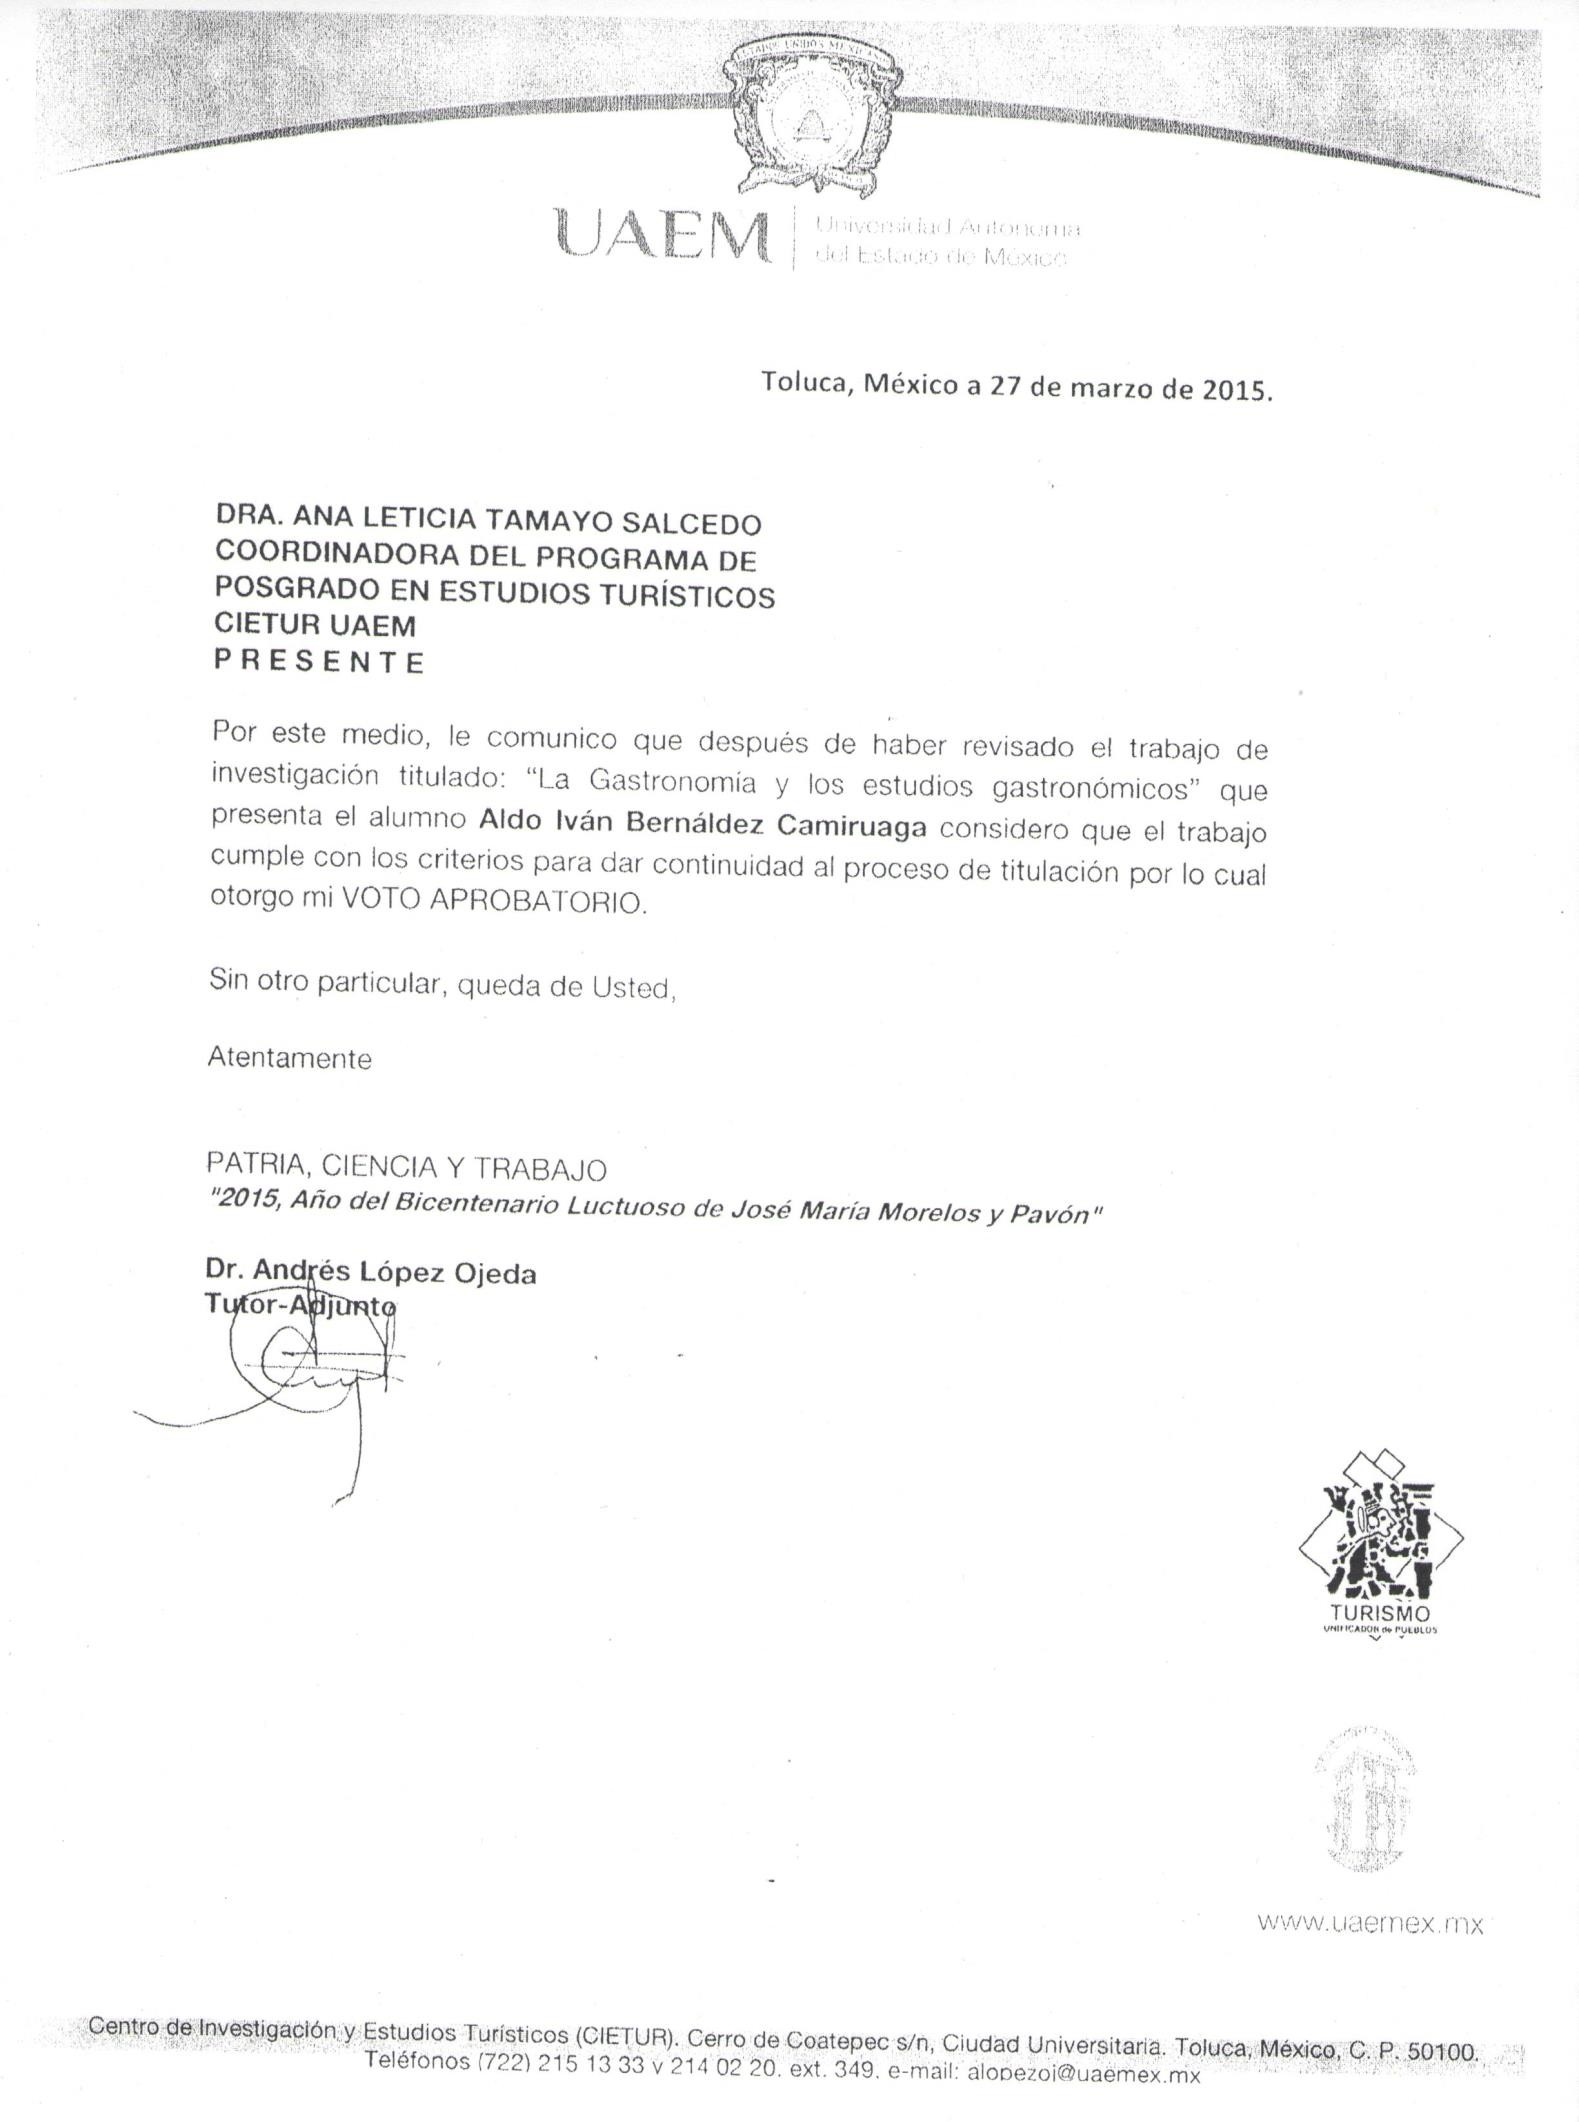 ESTADOS UNIDOS MEXICANOS
UAEM
Universidad Autónoma
del Estado de México
Toluca, México a 27 de marzo de 2015.
DRA. ANA LETICIA TAMAYO SALCEDO
COORDINADORA DEL PROGRAMA DE
POSGRADO EN ESTUDIOS TURÍSTICOS
CIETUR UAEM
P R E S E N T E
Por este medio, le comunico que después de haber revisado el trabajo de
investigación titulado: “La Gastronomía y los estudios gastronómicos” que
presenta el alumno Aldo Iván Bernáldez Camiruaga considero que el trabajo
cumple con los criterios para dar continuidad al proceso de titulación por lo cual
otorgo mi VOTO APROBATORIO.
Sin otro particular, queda de Usted,
Atentamente
PATRIA, CIENCIA Y TRABAJO
"2015, Año del Bicentenario Luctuoso de José María Morelos y Pavón"
Dr. Andrés López Ojeda
Tutor-Adjunto
TURISMO
UNIFICADOR de PUEBLOS
www.uaemex.mx
Centro de Investigación y Estudios Turísticos (CIETUR). Cerro de Coatepec s/n, Ciudad Universitaria. Toluca, México, C. P. 50100.
Teléfonos (722) 215 13 33 y 214 02 20. ext. 349. e-mail: alopezoj@uaemex.mx